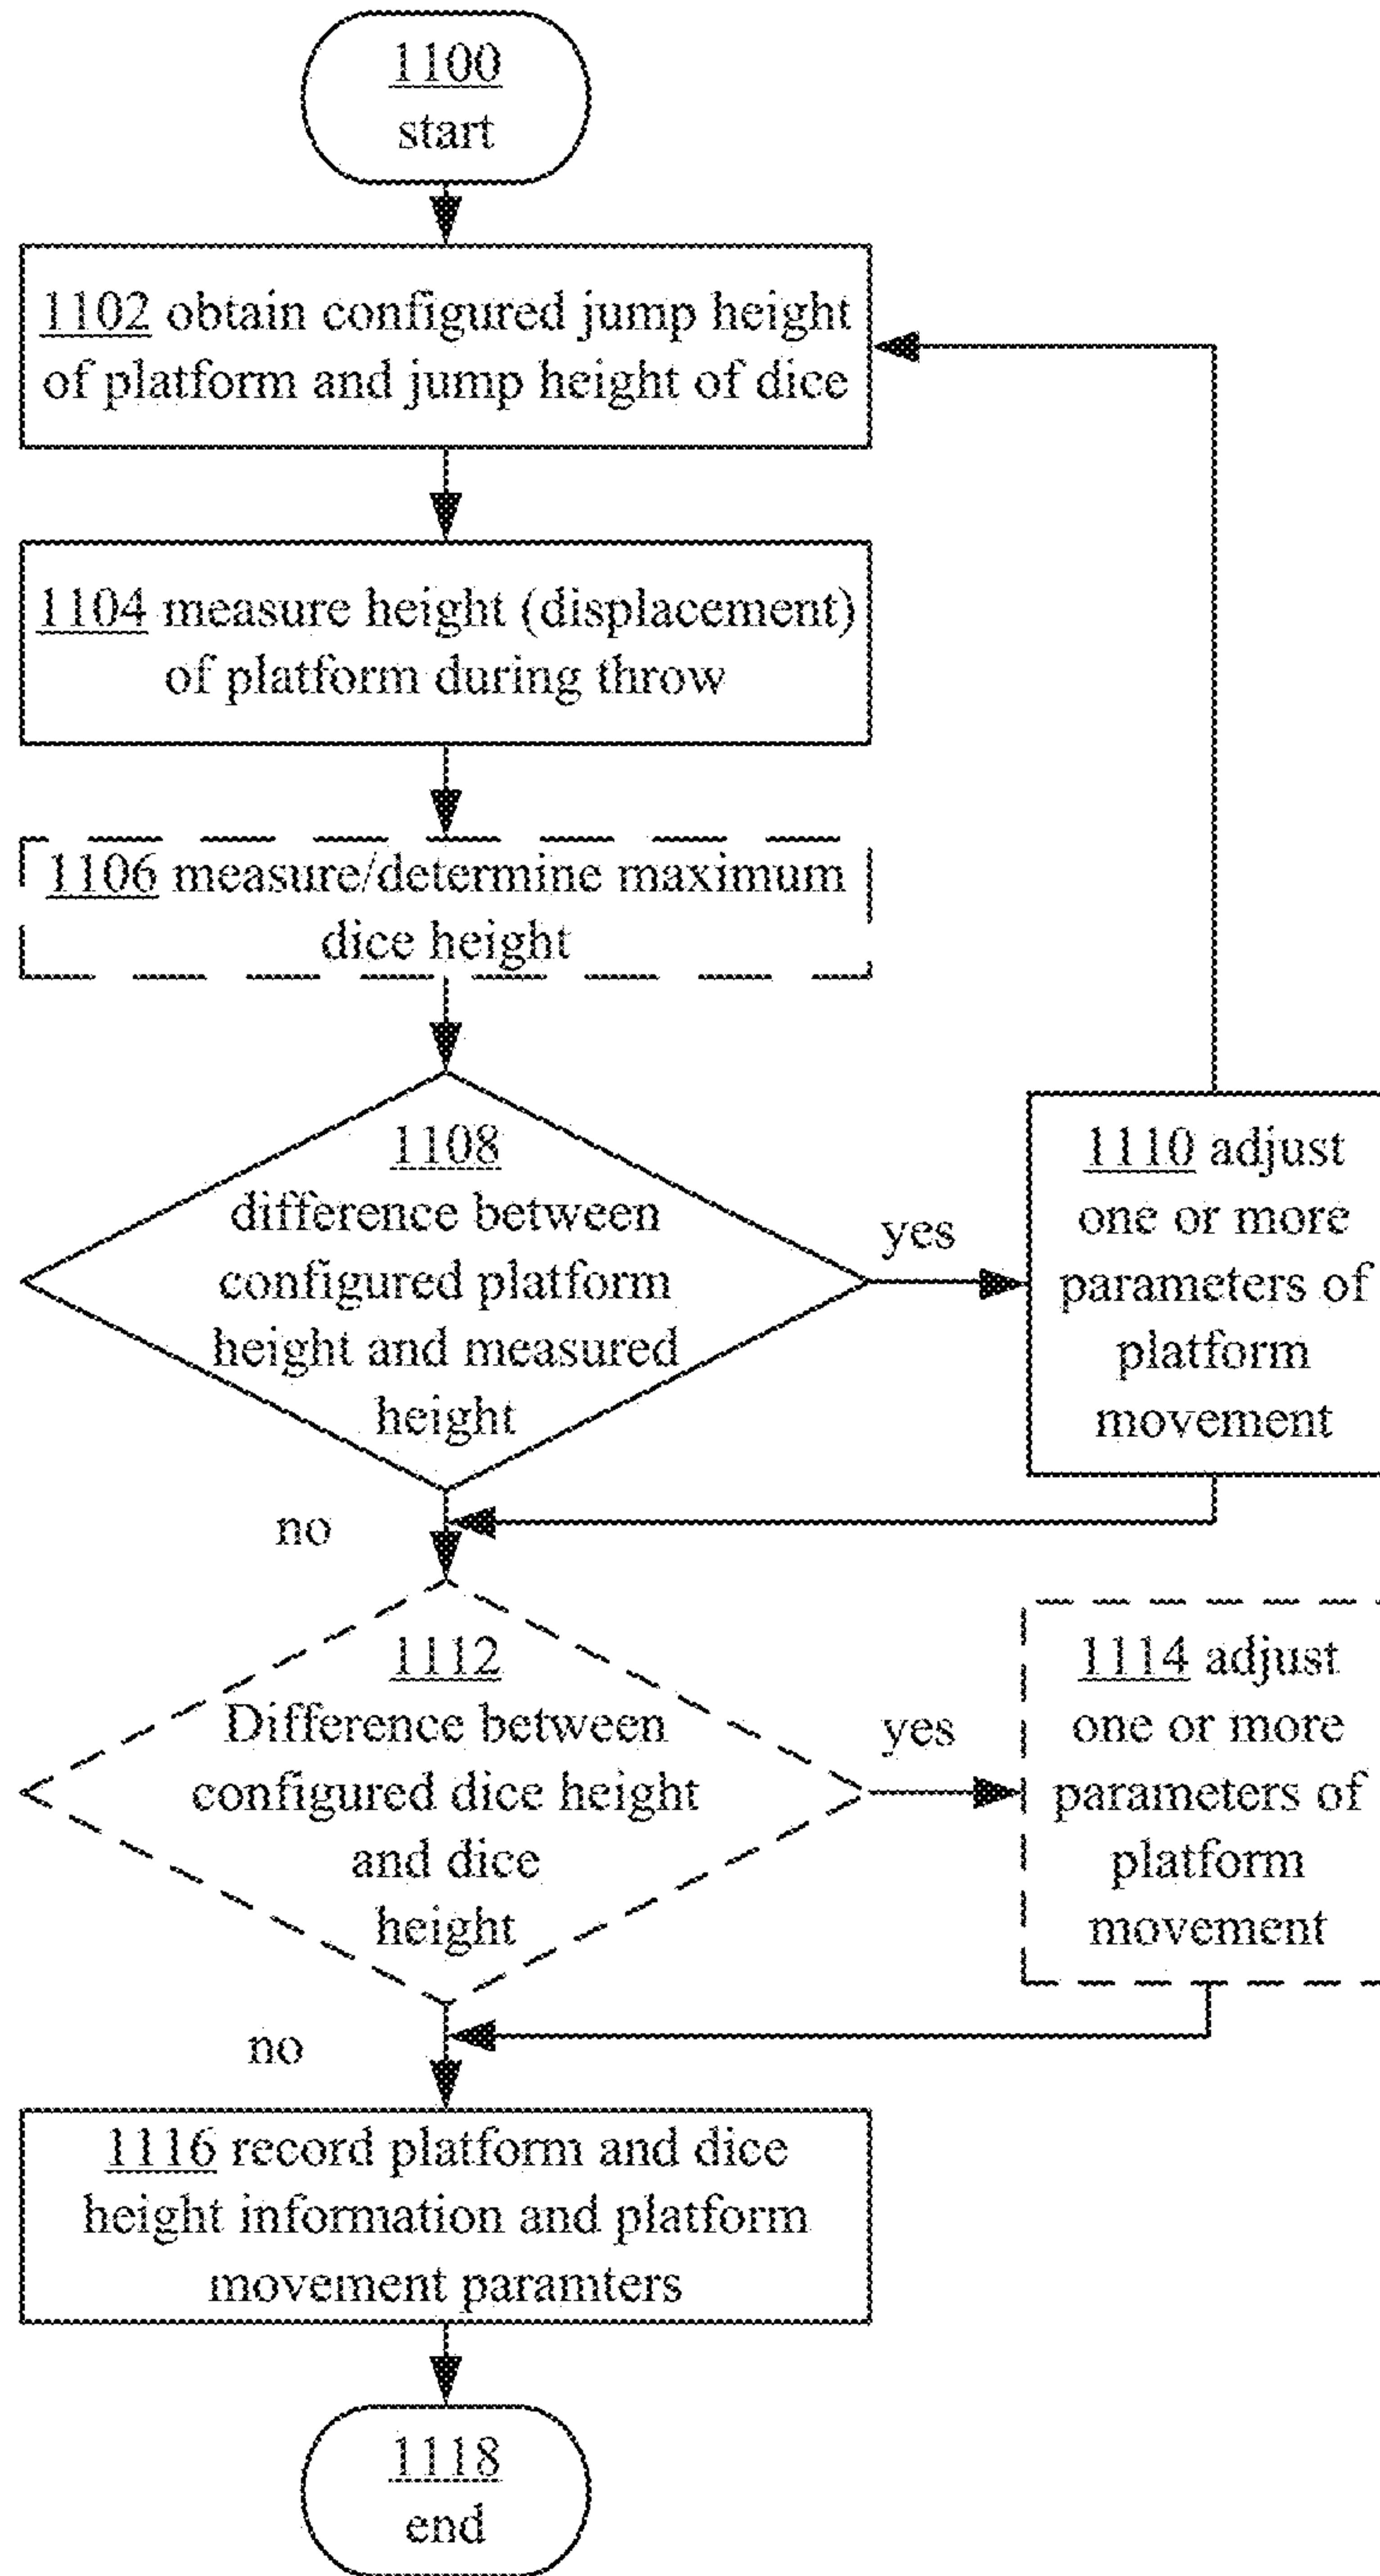 1100
start
1102 obtain configured jump height
of platform and jump height of dice
1104 measure height (displacement)
of platform during throw
1106 measure/determine maximum
dice height
1108
difference between
configured platform
height and measured
height
yes
1110 adjust
one or more
parameters of
platform
movement
no
1112
Difference between
configured dice height
and dice
height
yes
1114 adjust
one or more
parameters of
platform
movement
no
1116 record platform and dice
height information and platform
movement paramters
1118
end